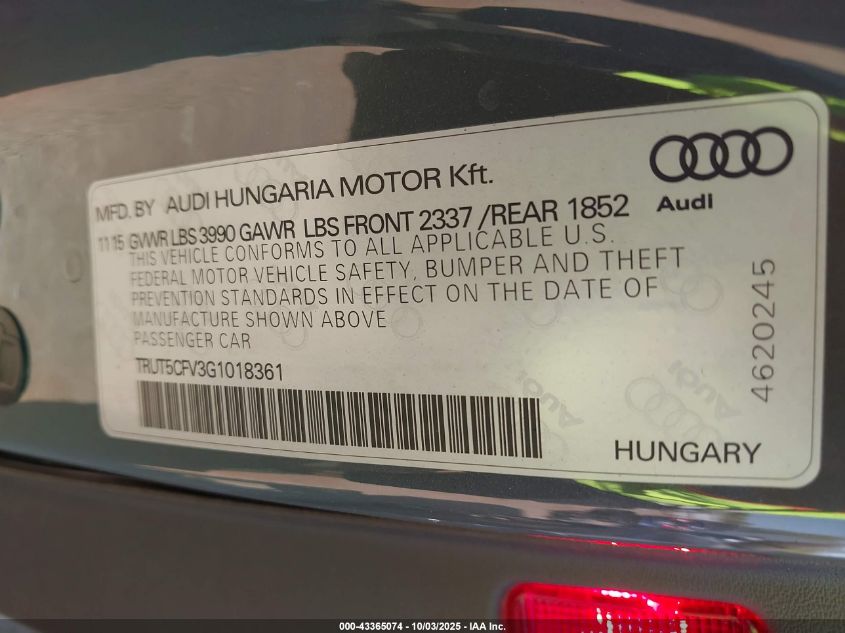 MFD. BY AUDI HUNGARIA MOTOR Kft.
11 15 GVWR LBS 3990 GAWR LBS FRONT 2337 /REAR 1852
THIS VEHICLE CONFORMS TO ALL APPLICABLE U.S.
FEDERAL MOTOR VEHICLE SAFETY, BUMPER AND THEFT
PREVENTION STANDARDS IN EFFECT ON THE DATE OF
MANUFACTURE SHOWN ABOVE
PASSENGER CAR
TRUT5CFV3G1018361
Audi
4620245
Audi
HUNGARY
000-43365074 - 10/03/2025 - IAA Inc.